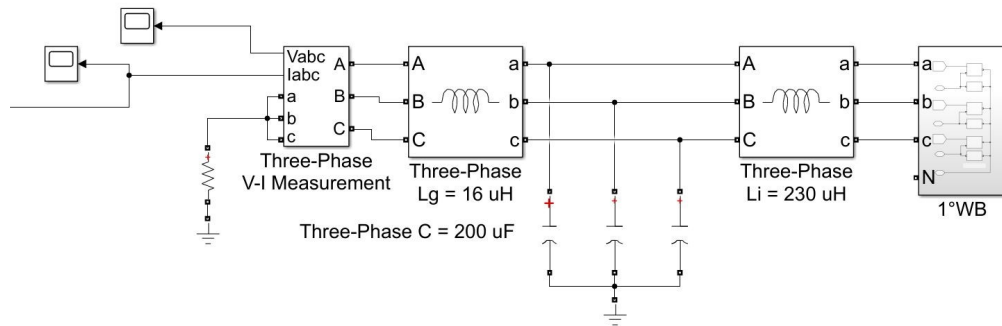 Vabc
Iabc
a
b
c
A
B
C
Three-Phase
V-I Measurement
A
B
C
a
b
c
Three-Phase
Lg = 16 uH
Three-Phase C = 200 uF
+
+
+
+
A
B
C
a
b
c
Three-Phase
Li = 230 uH
a
b
c
N
1°WB